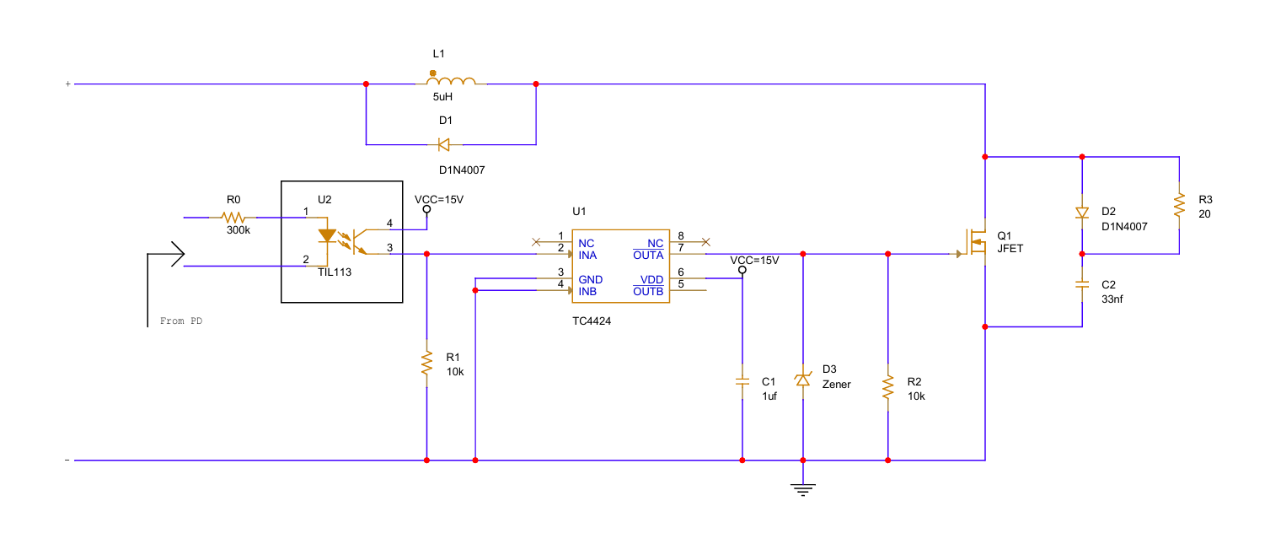 +
L1
5uH
D1
D1N4007
R0
300k
U2
1
2
4
3
TIL113
VCC=15V
From PD
R1
10k
U1
1
2
3
4
NC
INA
GND
INB
NC
OUTA
VDD
OUTB
8
7
6
5
TC4424
VCC=15V
C1
1uf
D3
Zener
R2
10k
Q1
JFET
D2
D1N4007
R3
20
C2
33nf
-